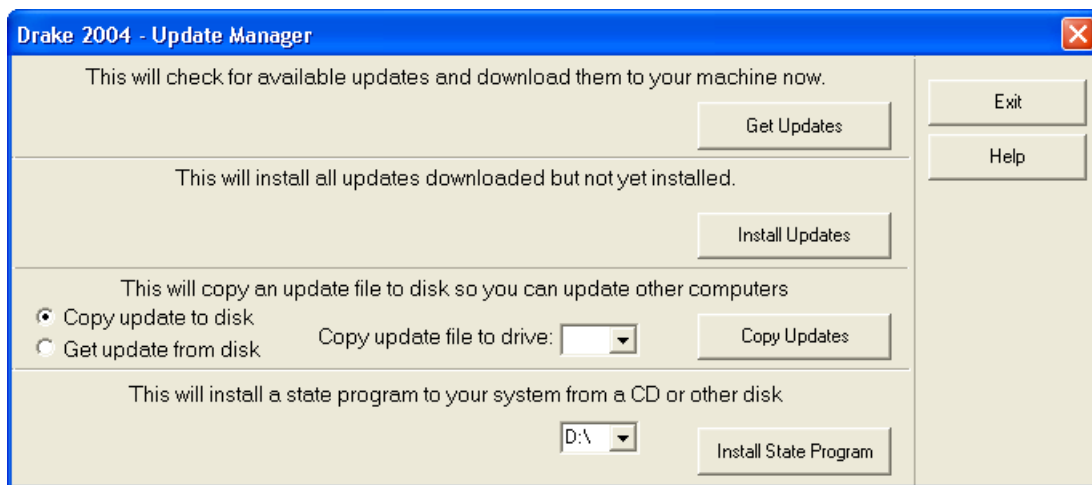 Drake 2004 - Update Manager
This will check for available updates and download them to your machine now.
Get Updates
Exit
Help
This will install all updates downloaded but not yet installed.
Install Updates
This will copy an update file to disk so you can update other computers
Copy update to disk
Get update from disk
Copy update file to drive:
Copy Updates
This will install a state program to your system from a CD or other disk
D:\
Install State Program